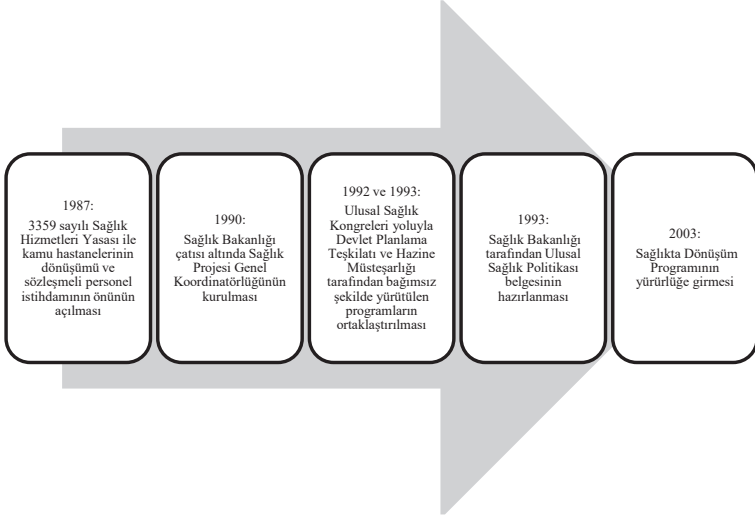 1987:
3359 sayılı Sağlık
Hizmetleri Yasası ile
kamu hastanelerinin
dönüşümü ve
sözleşmeli personel
istihdamının önünün
açılması
1990:
Sağlık Bakanlığı
çatısı altında Sağlık
Projesi Genel
Koordinatörlüğünün
kurulması
1992 ve 1993:
Ulusal Sağlık
Kongreleri yoluyla
Devlet Planlama
Teşkilatı ve Hazine
Müsteşarlığı
tarafından bağımsız
şekilde yürütülen
programların
ortaklaştırılması
1993:
Sağlık Bakanlığı
tarafından Ulusal
Sağlık Politikası
belgesinin
hazırlanması
2003:
Sağlıkta Dönüşüm
Programının
yürürlüğe girmesi